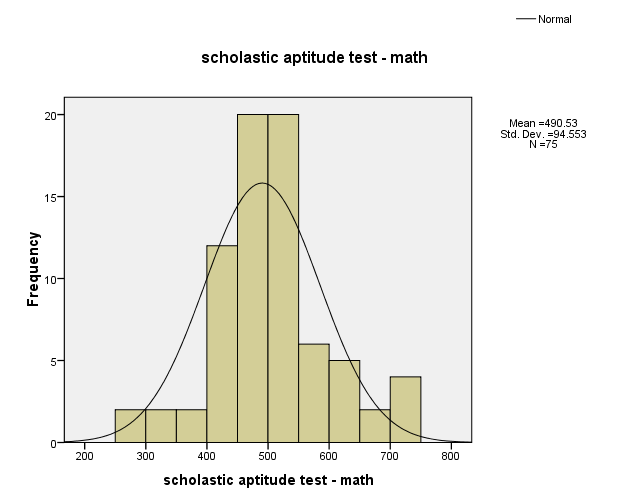 Normal
scholastic aptitude test - math
Mean =490.53
Std. Dev. =94.553
N =75
20
15
10
5
0
Frequency
200 300 400 500 600 700 800
scholastic aptitude test - math